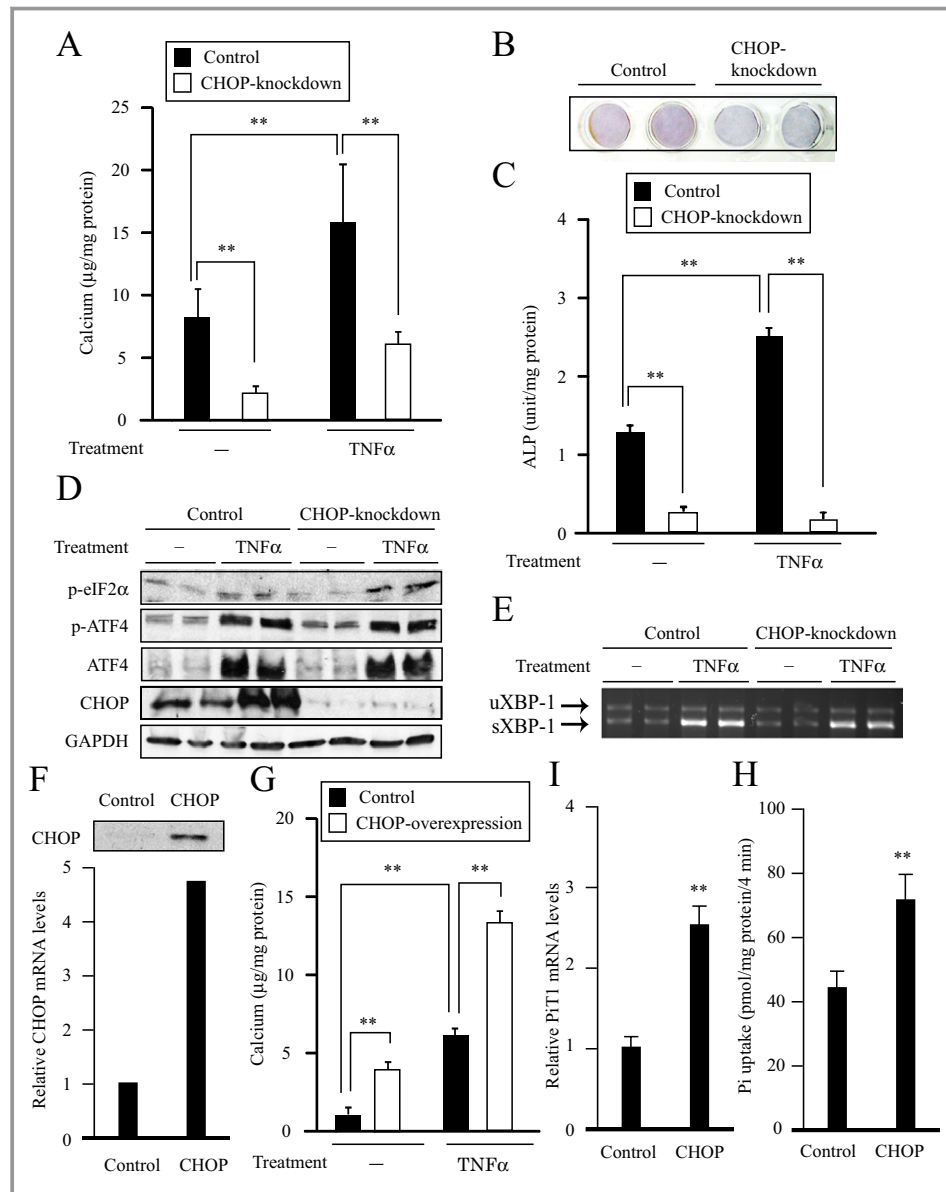 A
Control
CHOP-knockdown
25
20
15
10
5
0
Calcium (µg/mg protein)
**
**
**
Treatment
–
TNFα
B
Control
CHOP-
knockdown
C
Control
CHOP-knockdown
4
3
2
1
0
ALP (unit/mg protein)
**
**
**
Treatment
–
TNFα
D
Control
CHOP-knockdown
Treatment
–
TNFα
–
TNFα
p-eIF2α
p-ATF4
ATF4
CHOP
GAPDH
E
Control
CHOP-knockdown
Treatment
–
TNFα
–
TNFα
uXBP-1
sXBP-1
F
Control
CHOP
CHOP
5
4
3
2
1
0
Relative CHOP mRNA levels
Control
CHOP
G
Control
CHOP-overexpression
20
15
10
5
0
Calcium (µg/mg protein)
**
**
**
Treatment
–
TNFα
I
4
3
2
1
0
Relative PiT1 mRNA levels
**
Control
CHOP
H
100
80
60
40
20
0
Pi uptake (pmol/mg protein/4 min)
**
Control
CHOP